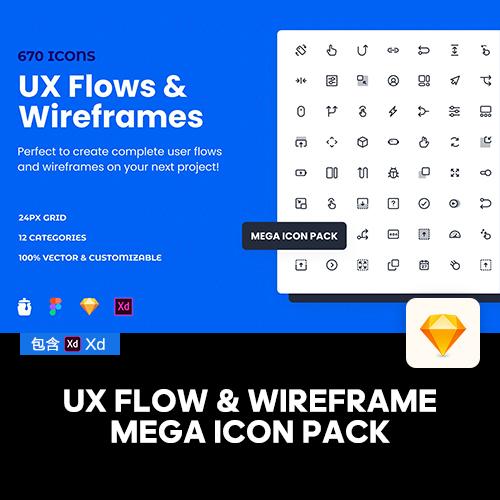 670 ICONS
UX Flows &
Wireframes
Perfect to create complete user flows
and wireframes on your next project!
24PX GRID
12 CATEGORIES
100% VECTOR & CUSTOMIZABLE
MEGA ICON PACK
Xd
包含 Xd Xd
UX FLOW & WIREFRAME
MEGA ICON PACK